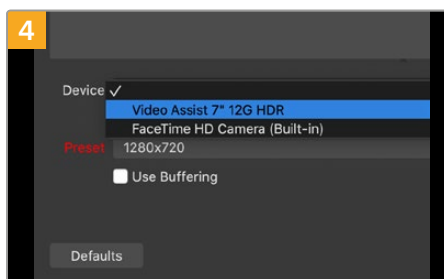 4
Device ✓
Video Assist 7" 12G HDR
FaceTime HD Camera (Built-in)
Preset 1280x720
Use Buffering
Defaults